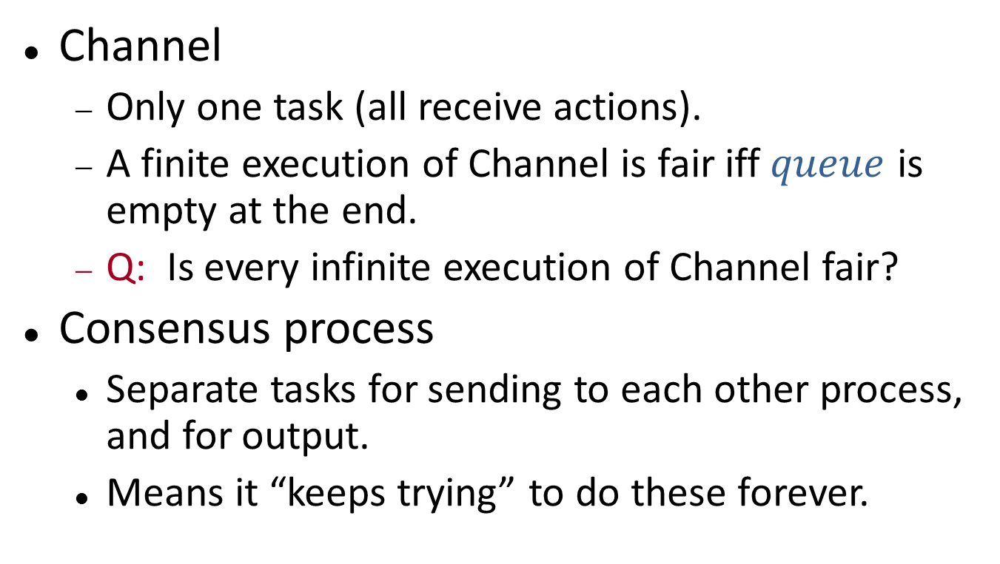 • Channel
– Only one task (all receive actions).
– A finite execution of Channel is fair iff queue is
empty at the end.
– Q: Is every infinite execution of Channel fair?
• Consensus process
• Separate tasks for sending to each other process,
and for output.
• Means it “keeps trying” to do these forever.